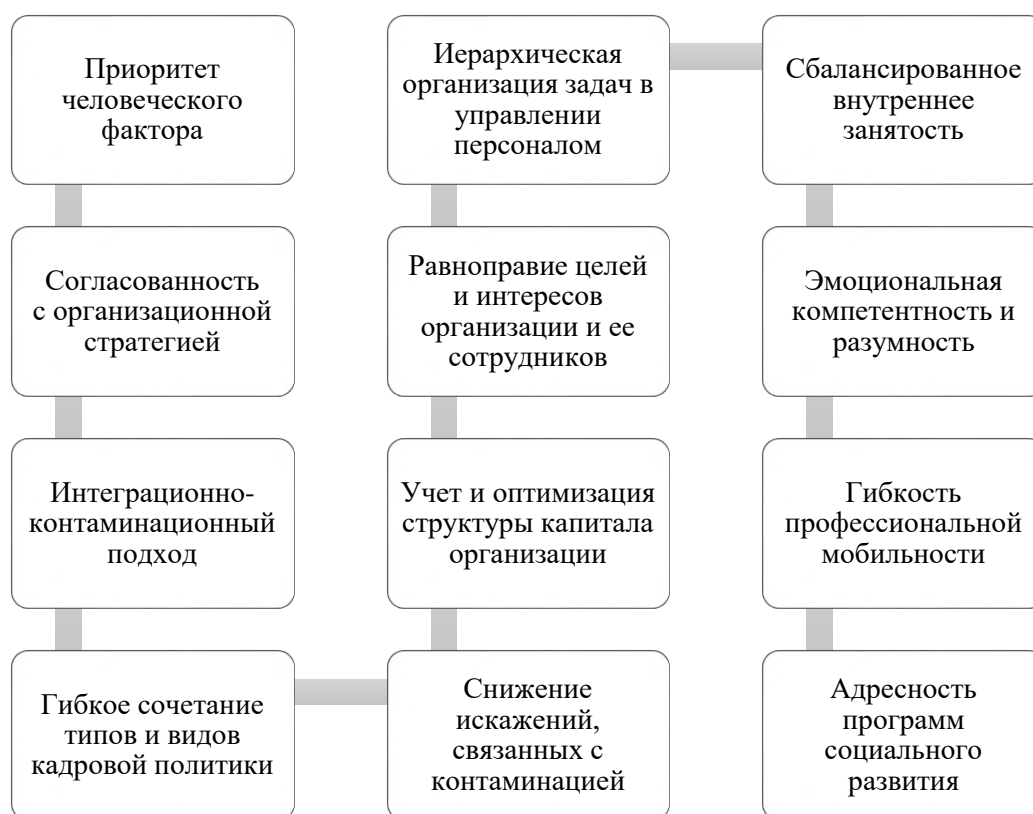 Приоритет
человеческого
фактора
Согласованность
с организационной
стратегией
Интеграционно-
контаминационный
подход
Гибкое сочетание
типов и видов
кадровой политики
Снижение
искажений,
связанных с
контаминацией
Учет и оптимизация
структуры капитала
организации
Равноправие целей
и интересов
организации и ее
сотрудников
Иерархическая
организация задач в
управлении
персоналом
Сбалансированное
внутреннее
занятость
Эмоциональная
компетентность и
разумность
Гибкость
профессиональной
мобильности
Адресность
программ
социального
развития